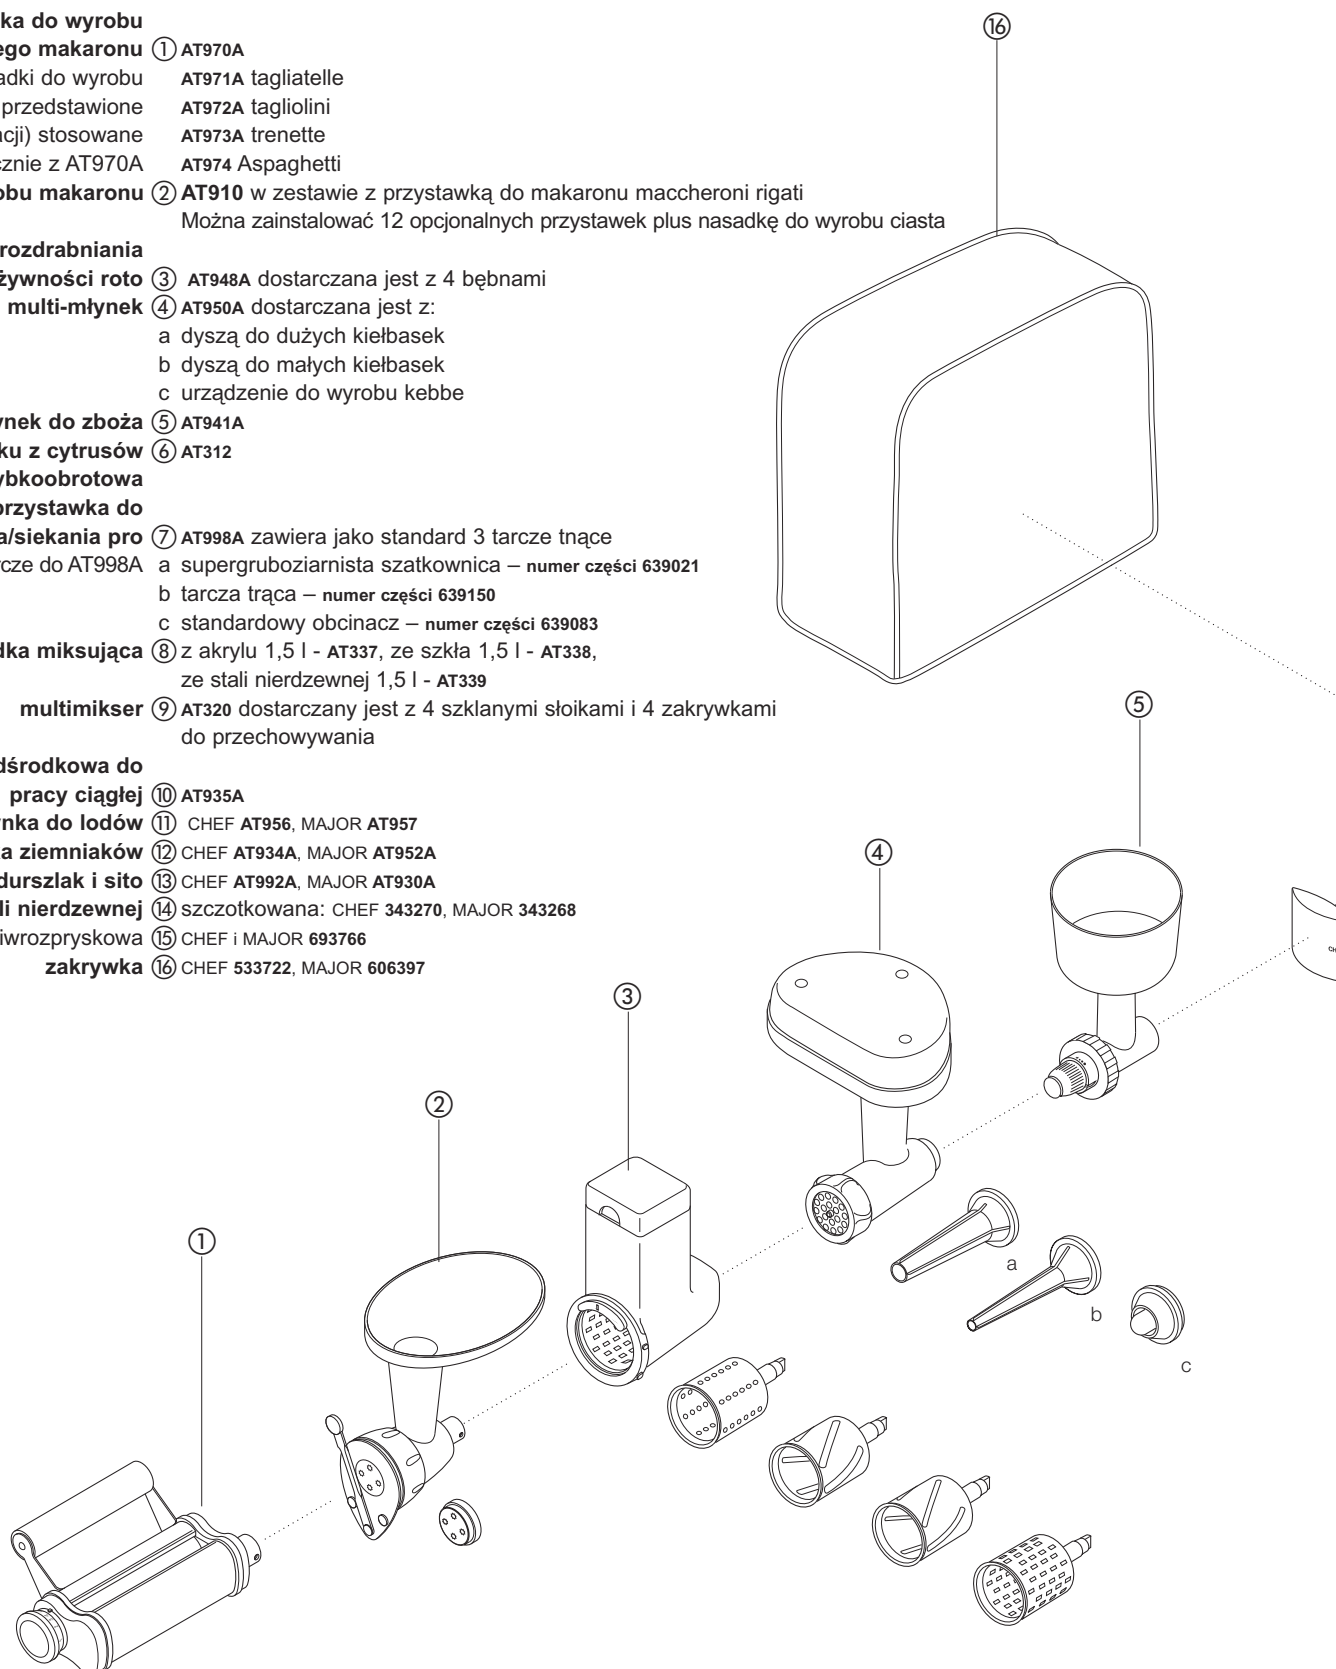 ka do wyrobu
ego makaronu ① AT970A
adki do wyrobu AT971A tagliatelle
przedstawione AT972A tagliolini
acji) stosowane AT973A trenette
cznie z AT970A AT974 Aspaghetti
obu makaronu ② AT910 w zestawie z przystawką do makaronu maccheroni rigati
Można zainstalować 12 opcjonalnych przystawek plus nasadkę do wyrobu ciasta
rozdrabniania
żywności roto ③ AT948A dostarczana jest z 4 bębnami
multi-młynek ④ AT950A dostarczana jest z:
a dyszą do dużych kiełbasek
b dyszą do małych kiełbasek
c urządzenie do wyrobu kebbe
ynek do zboża ⑤ AT941A
ku z cytrusów ⑥ AT312
ybkoobrotowa
przystawka do
a/siekania pro ⑦ AT998A zawiera jako standard 3 tarcze tnące
rcze do AT998A a supergruboziarnista szatkownica – numer części 639021
b tarcza trąca – numer części 639150
c standardowy obcinacz – numer części 639083
dka miksująca ⑧ z akrylu 1,5 l - AT337, ze szkła 1,5 l - AT338,
ze stali nierdzewnej 1,5 l - AT339
multimikser ⑨ AT320 dostarczany jest z 4 szklanymi słoikami i 4 zakrywkami
do przechowywania
dśrodkowa do
pracy ciągłej ⑩ AT935A
nka do lodów ⑪ CHEF AT956, MAJOR AT957
ka ziemniaków ⑫ CHEF AT934A, MAJOR AT952A
durszlak i sito ⑬ CHEF AT992A, MAJOR AT930A
li nierdzewnej ⑭ szczotkowana: CHEF 343270, MAJOR 343268
iwrozpryskowa ⑮ CHEF i MAJOR 693766
zakrywka ⑯ CHEF 533722, MAJOR 606397
⑯
⑤
④
CH
③
②
①
a
b
c